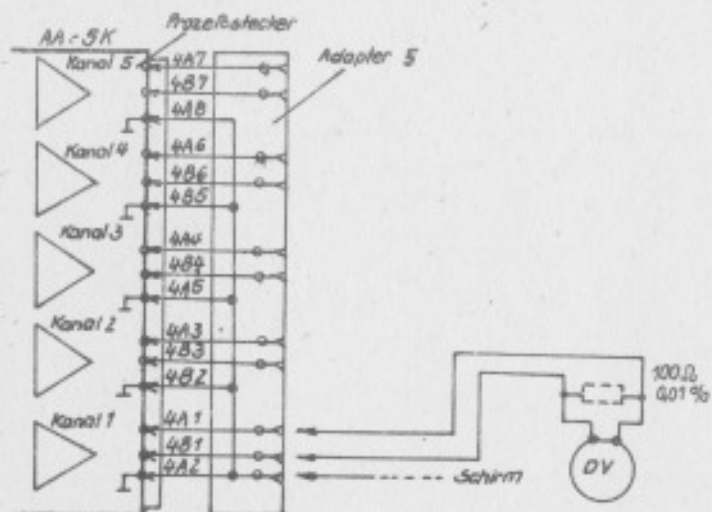 Prozeßstecker
AA-5K
Adapter 5
Kanal 5
4A7
4B7
4A8
Kanal 4
4A6
4B6
4B5
Kanal 3
4A4
4B4
4A5
Kanal 2
4A3
4B3
4B2
Kanal 1
4A1
4B1
4A2
Schirm
100Ω
0,01%
DV